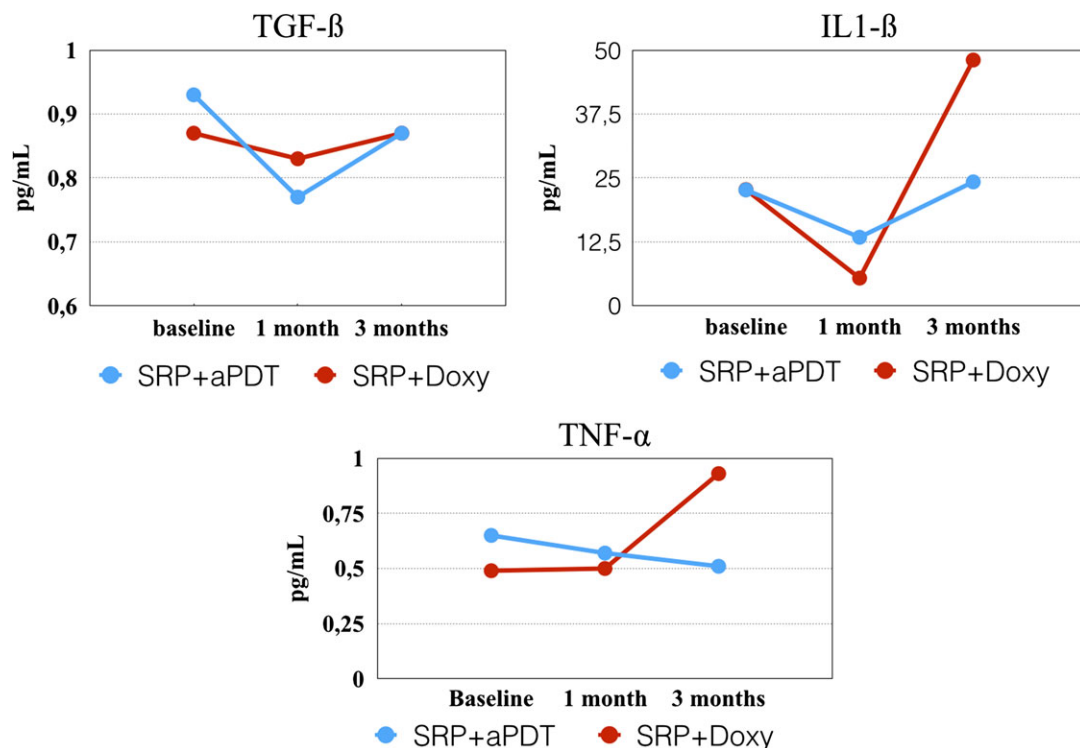 TGF-ß
1
0,9
0,8
0,7
0,6
pg/mL
baseline 1 month 3 months
SRP+aPDT SRP+Doxy
IL1-ß
50
37,5
25
12,5
0
pg/mL
baseline 1 month 3 months
SRP+aPDT SRP+Doxy
TNF-α
1
0,75
0,5
0,25
0
pg/mL
Baseline 1 month 3 months
SRP+aPDT SRP+Doxy